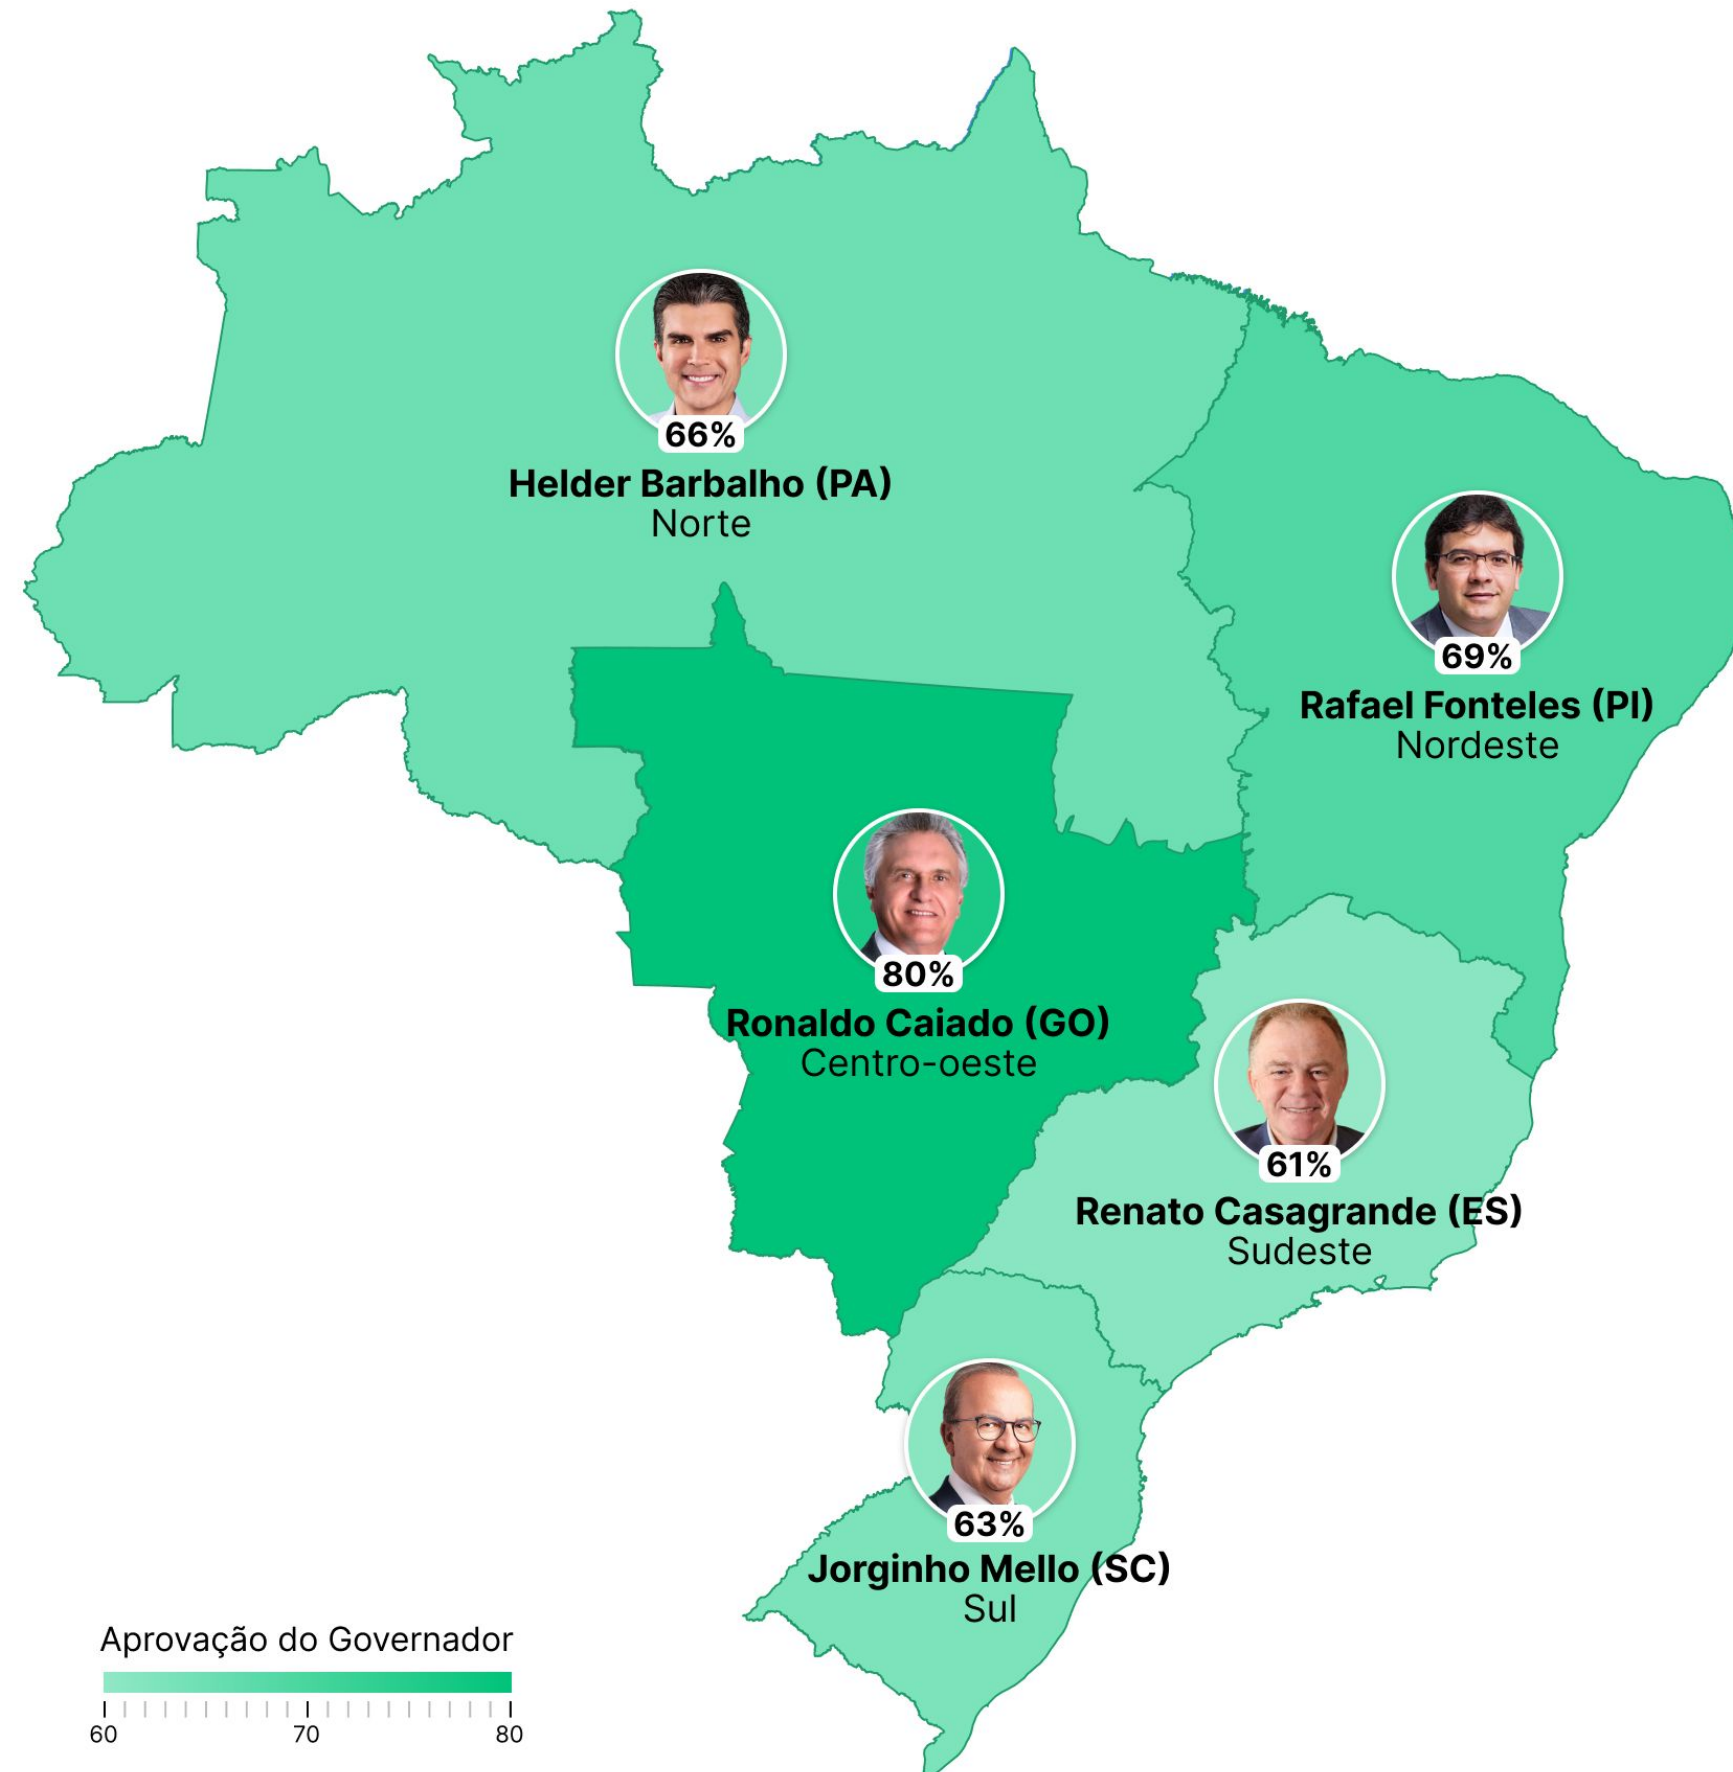 66%
Helder Barbalho (PA)
Norte
69%
Rafael Fonteles (PI)
Nordeste
80%
Ronaldo Caiado (GO)
Centro-oeste
61%
Renato Casagrande (ES)
Sudeste
63%
Jorginho Mello (SC)
Sul
Aprovação do Governador
60 70 80